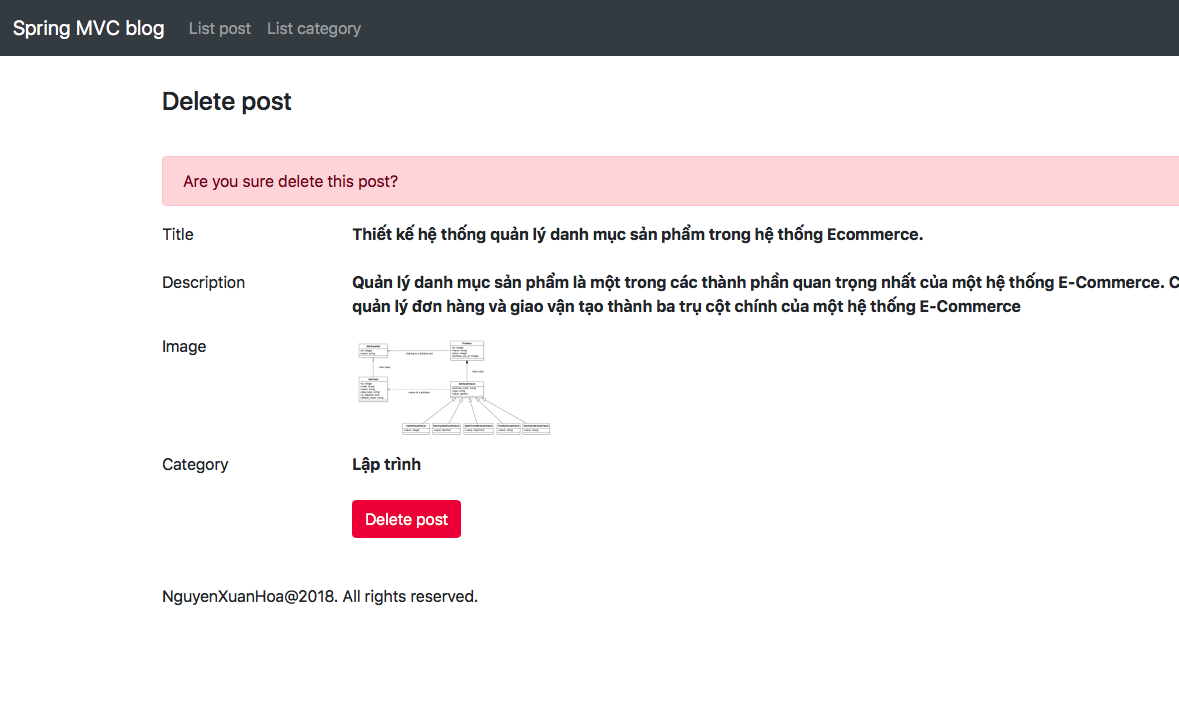 Spring MVC blog List post List category
Delete post
Are you sure delete this post?
Title Thiết kế hệ thống quản lý danh mục sản phẩm trong hệ thống Ecommerce.
Description Quản lý danh mục sản phẩm là một trong các thành phần quan trọng nhất của một hệ thống E-Commerce. C
quản lý đơn hàng và giao vận tạo thành ba trụ cột chính của một hệ thống E-Commerce
Image
Category Lập trình
Delete post
NguyenXuanHoa@2018. All rights reserved.